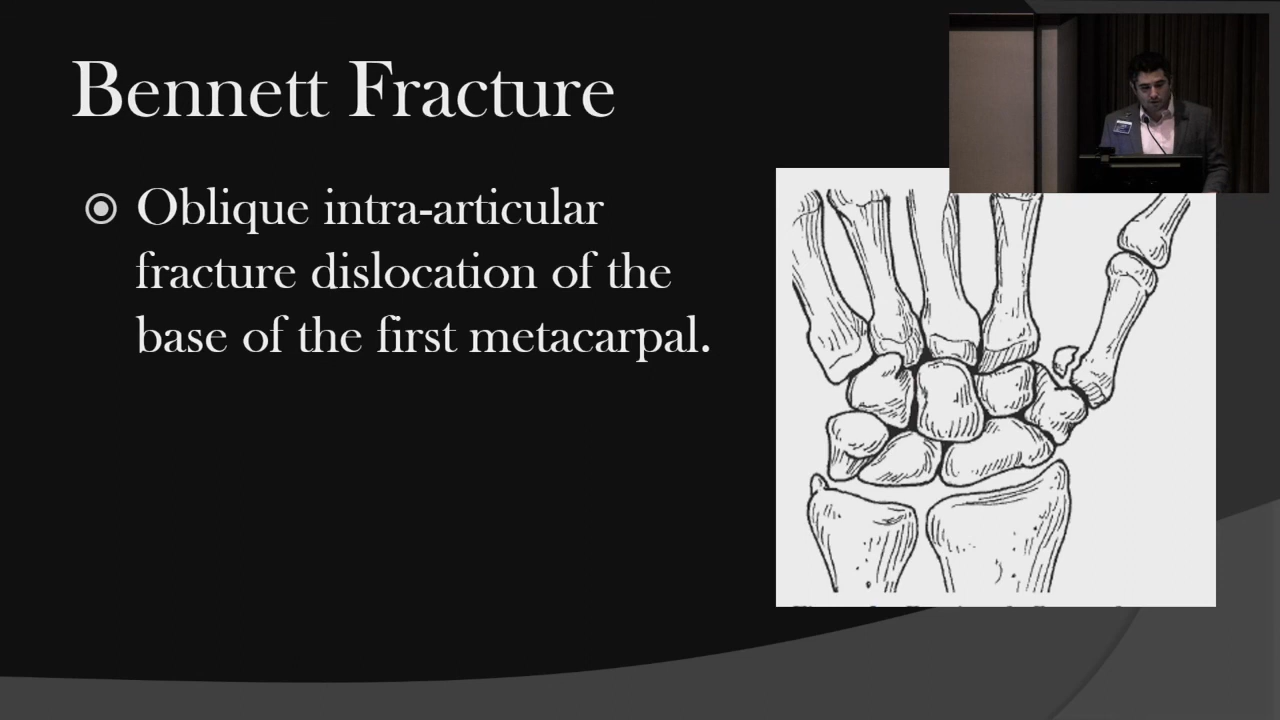 Bennett Fracture
Oblique intra-articular
fracture dislocation of the
base of the first metacarpal.